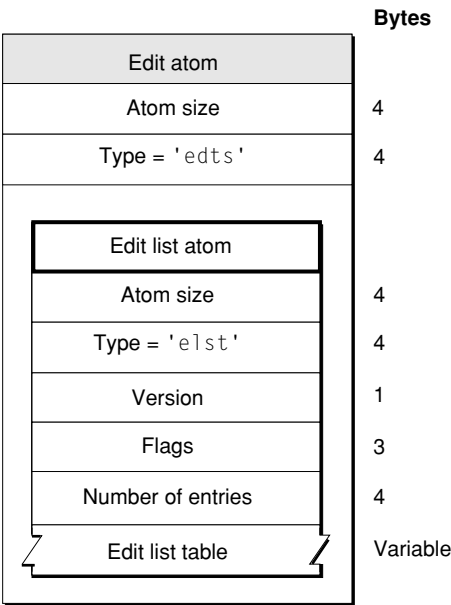 Bytes
Edit atom
Atom size 4
Type = 'edts' 4
Edit list atom
Atom size 4
Type = 'elst' 4
Version 1
Flags 3
Number of entries 4
Edit list table Variable